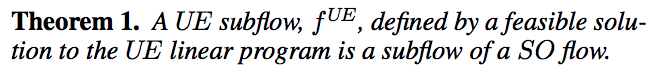 Theorem 1. A UE subflow, f^{UE}, defined by a feasible solu-
tion to the UE linear program is a subflow of a SO flow.